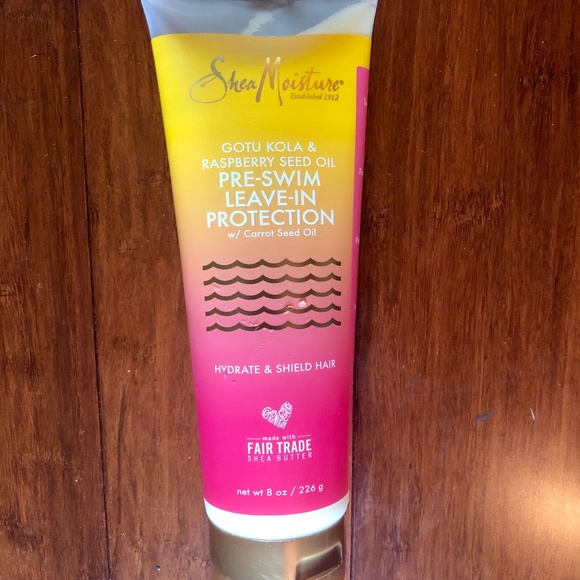 SheaMoisture
Established 1912
GOTU KOLA &
RASPBERRY SEED OIL
PRE-SWIM
LEAVE-IN
PROTECTION
w/ Carrot Seed Oil
HYDRATE & SHIELD HAIR
made with
FAIR TRADE
SHEA BUTTER
net wt 8 oz / 226 g